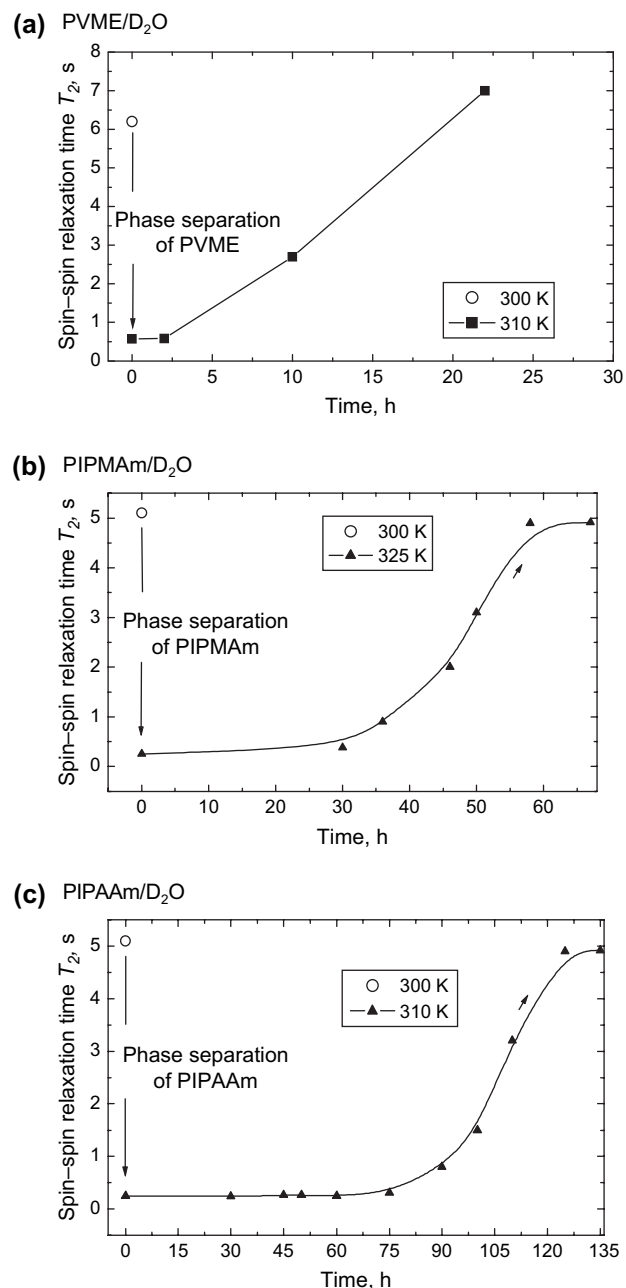 (a) PVME/D₂O
Spin–spin relaxation time T₂, s
8
7
6
5
4
3
2
1
0
Phase separation
of PVME
300 K
310 K
0 5 10 15 20 25 30
Time, h
(b) PIPMAm/D₂O
Spin–spin relaxation time T₂, s
5
4
3
2
1
0
300 K
325 K
Phase separation
of PIPMAm
0 10 20 30 40 50 60
Time, h
(c) PIPAAm/D₂O
Spin–spin relaxation time T₂, s
5
4
3
2
1
0
300 K
310 K
Phase separation
of PIPAAm
0 15 30 45 60 75 90 105 120 135
Time, h